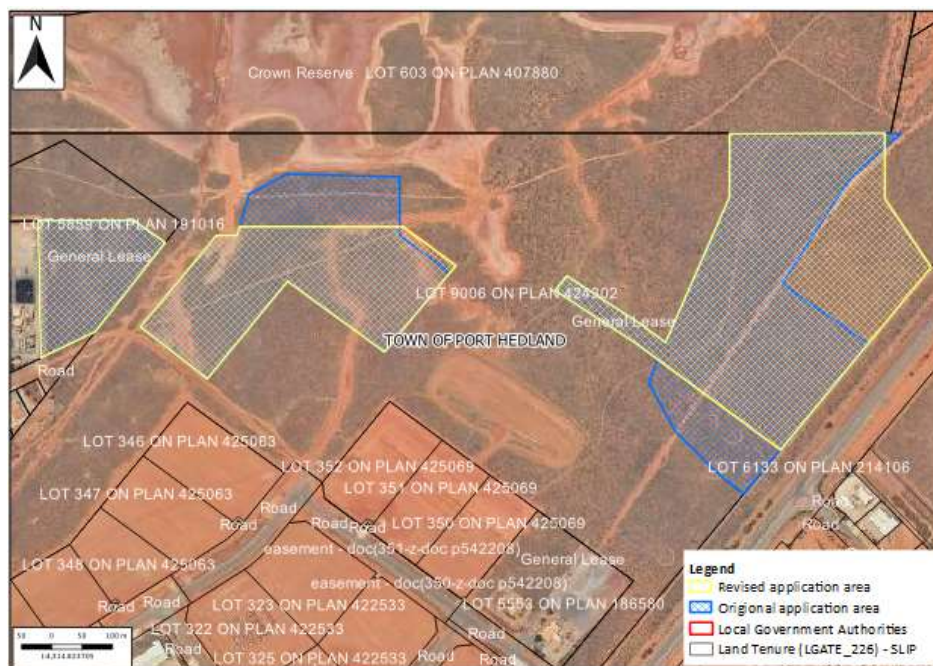 N
Crown Reserve LOT 603 ON PLAN 407880
LOT 5859 ON PLAN 191016
General Lease
LOT 9006 ON PLAN 424202
General Lease
TOWN OF PORT HEDLAND
Road
LOT 346 ON PLAN 425063
LOT 352 ON PLAN 425069
LOT 6133 ON PLAN 214106
LOT 347 ON PLAN 425063
LOT 351 ON PLAN 425069
Road
Road
Road
Road
Road
LOT 350 ON PLAN 425069
Road
easement - doc(351-z-doc p542208)
General Lease
LOT 348 ON PLAN 425063
easement - doc(350-z-doc p542208)
Road
Road
LOT 323 ON PLAN 422533
LOT 5553 ON PLAN 186580
LOT 322 ON PLAN 422533
Road
Road
LOT 325 ON PLAN 422533
Road
50 0 50 100 m
Legend
Revised application area
Origional application area
Local Government Authorities
Land Tenure (LGATE_226) - SLIP